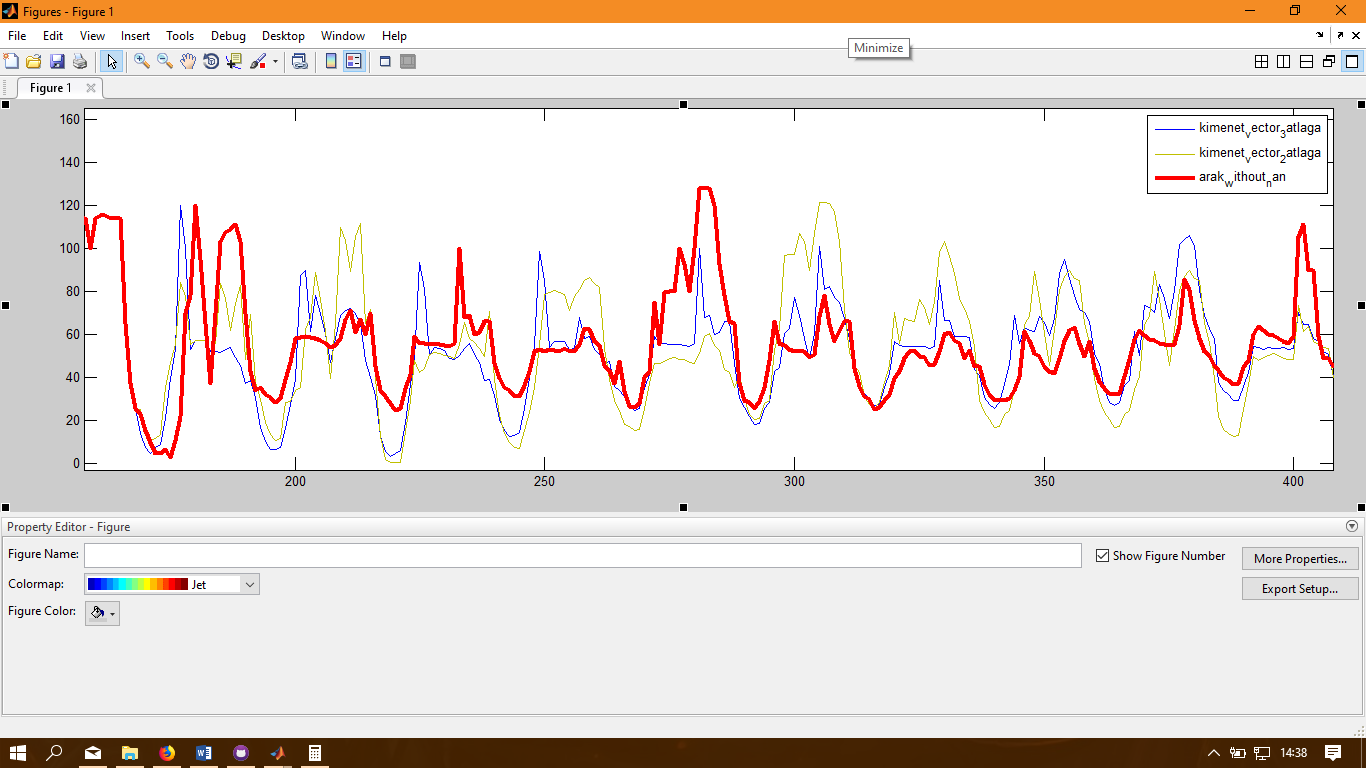 Figures - Figure 1
File Edit View Insert Tools Debug Desktop Window Help
Minimize
Figure 1
160
140
120
100
80
60
40
20
0
200 250 300 350 400
kimenet_vector_3atlaga
kimenet_vector_2atlaga
arak_without_nan
Property Editor - Figure
Figure Name:
Show Figure Number
More Properties...
Colormap:
Jet
Export Setup...
Figure Color:
14:38